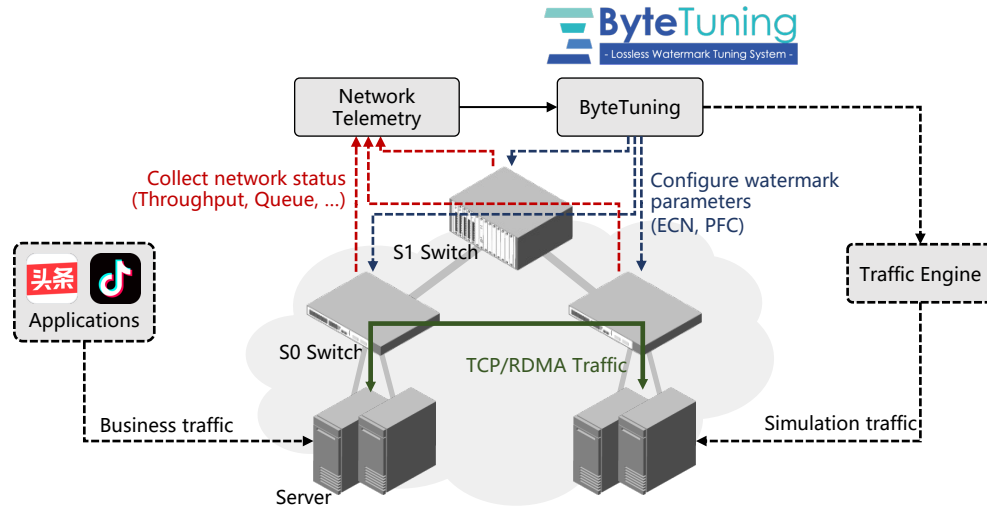 ByteTuning
- Lossless Watermark Tuning System -
Network
Telemetry
ByteTuning
Collect network status
(Throughput, Queue, ...)
Configure watermark
parameters
(ECN, PFC)
S1 Switch
头条
Applications
Traffic Engine
S0 Switch
TCP/RDMA Traffic
Business traffic
Simulation traffic
Server